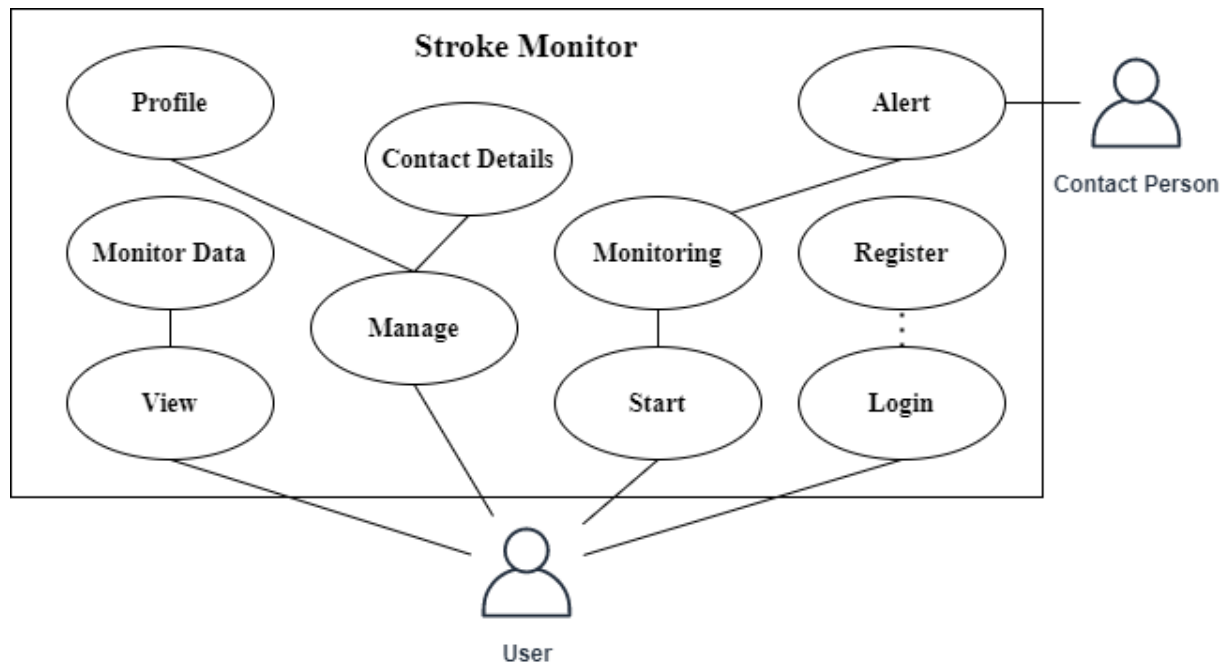 Stroke Monitor
Profile
Alert
Contact Details
Contact Person
Monitor Data
Monitoring
Register
Manage
View
Start
Login
User